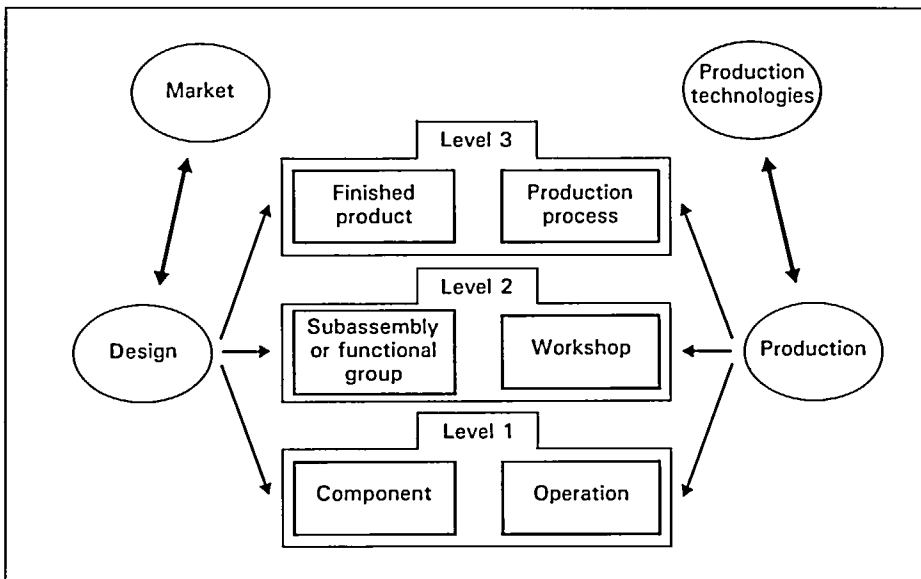 Market
Production
technologies
Level 3
Finished
product
Production
process
Level 2
Design
Subassembly
or functional
group
Workshop
Production
Level 1
Component
Operation